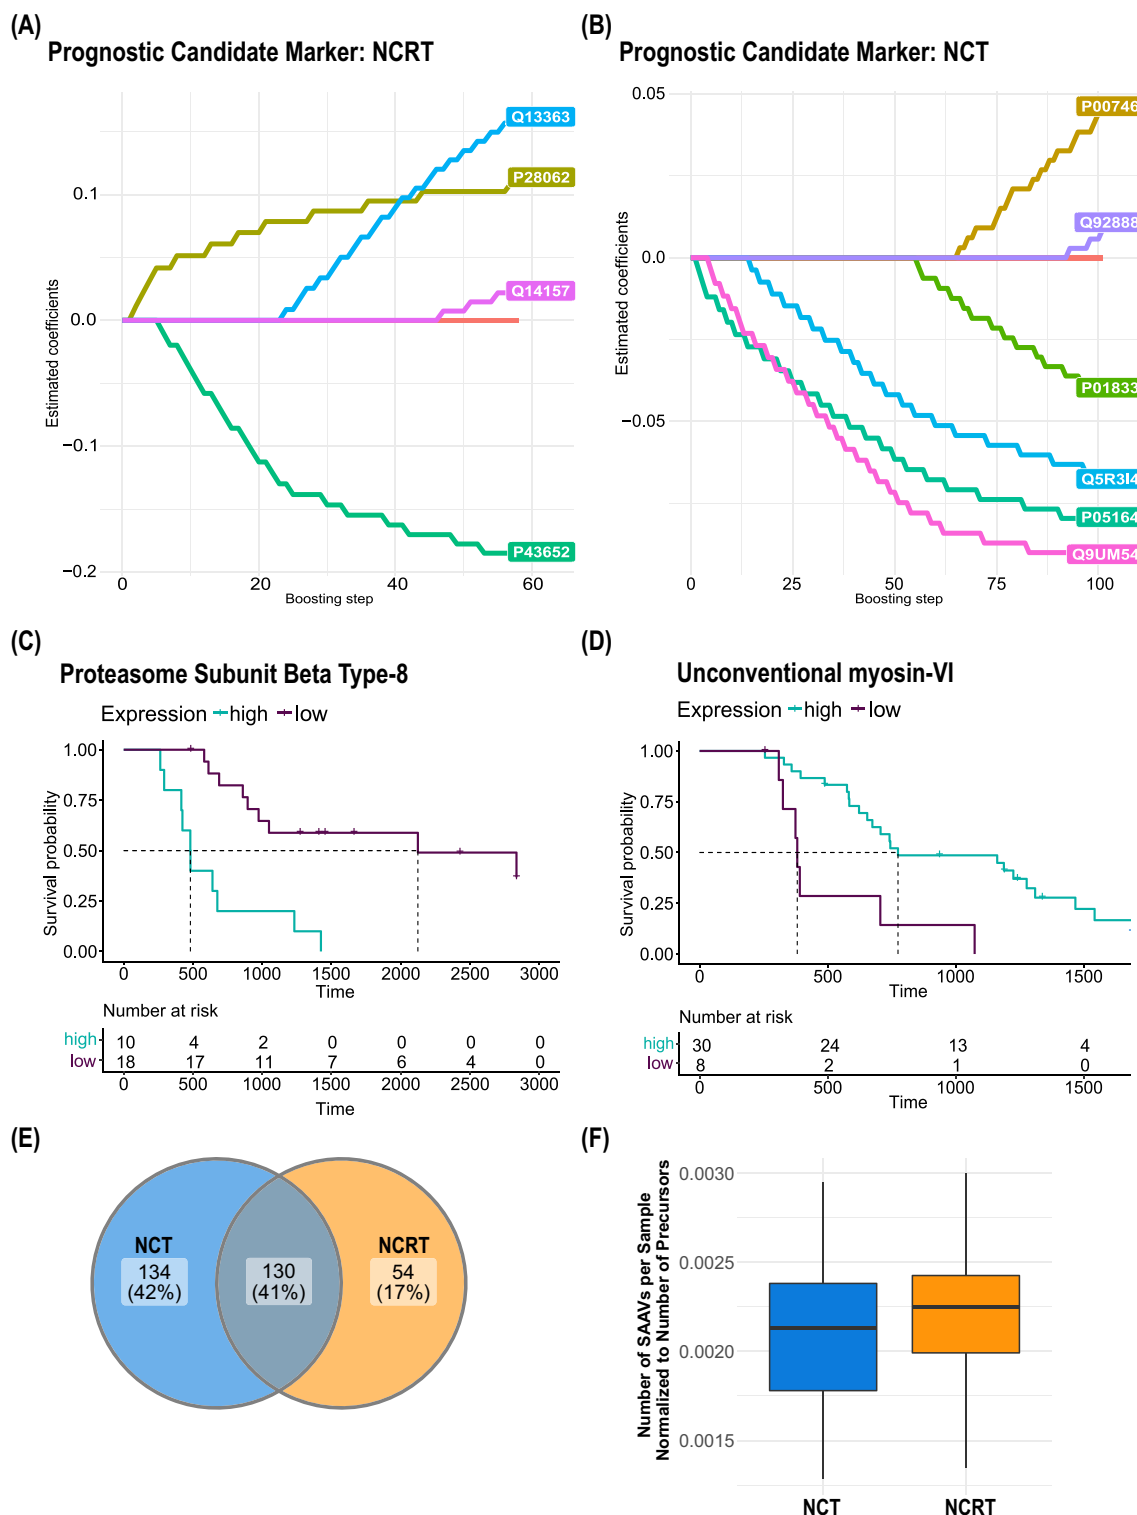 (A)
Prognostic Candidate Marker: NCRT
Estimated coefficients
0.1
0.0
−0.1
−0.2
Q13363
P28062
Q14157
P43652
0 20 40 60
Boosting step
(B)
Prognostic Candidate Marker: NCT
Estimated coefficients
0.05
0.00
−0.05
P00746
Q92888
P01833
Q5R3I4
P05164
Q9UM54
0 25 50 75 100
Boosting step
(C)
Proteasome Subunit Beta Type-8
Expression high low
Survival probability
1.00
0.75
0.50
0.25
0.00
0 500 1000 1500 2000 2500 3000
Time
Number at risk
high 10 4 2 0 0 0 0
low 18 17 11 7 6 4 0
0 500 1000 1500 2000 2500 3000
Time
(D)
Unconventional myosin-VI
Expression high low
Survival probability
1.00
0.75
0.50
0.25
0.00
0 500 1000 1500
Time
Number at risk
high 30 24 13 4
low 8 2 1 0
0 500 1000 1500
Time
(E)
NCT
134
(42%)
130
(41%)
NCRT
54
(17%)
(F)
Number of SAAVs per Sample
Normalized to Number of Precursors
0.0030
0.0025
0.0020
0.0015
NCT NCRT